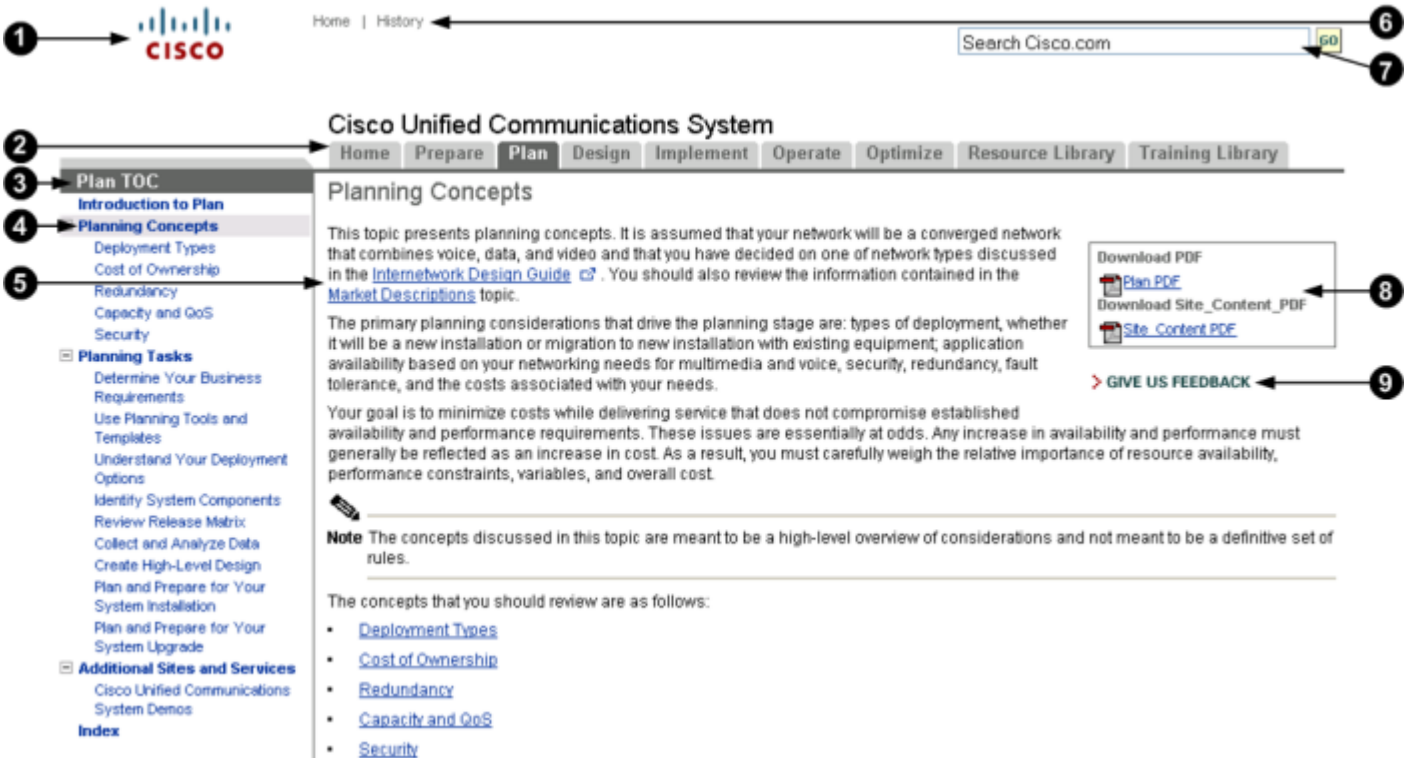 1
CISCO
Home | History
6
Search Cisco.com GO
7
Cisco Unified Communications System
2
Home Prepare Plan Design Implement Operate Optimize Resource Library Training Library
3
Plan TOC
Introduction to Plan
4
Planning Concepts
Deployment Types
Cost of Ownership
5
Redundancy
Capacity and QoS
Security
Planning Tasks
Determine Your Business
Requirements
Use Planning Tools and
Templates
Understand Your Deployment
Options
Identify System Components
Review Release Matrix
Collect and Analyze Data
Create High-Level Design
Plan and Prepare for Your
System Installation
Plan and Prepare for Your
System Upgrade
Additional Sites and Services
Cisco Unified Communications
System Demos
Index
Planning Concepts
This topic presents planning concepts. It is assumed that your network will be a converged network
that combines voice, data, and video and that you have decided on one of network types discussed
in the Internetwork Design Guide . You should also review the information contained in the
Market Descriptions topic.
The primary planning considerations that drive the planning stage are: types of deployment, whether
it will be a new installation or migration to new installation with existing equipment; application
availability based on your networking needs for multimedia and voice, security, redundancy, fault
tolerance, and the costs associated with your needs.
Your goal is to minimize costs while delivering service that does not compromise established
availability and performance requirements. These issues are essentially at odds. Any increase in availability and performance must
generally be reflected as an increase in cost. As a result, you must carefully weigh the relative importance of resource availability,
performance constraints, variables, and overall cost.
Note The concepts discussed in this topic are meant to be a high-level overview of considerations and not meant to be a definitive set of
rules.
The concepts that you should review are as follows:
• Deployment Types
• Cost of Ownership
• Redundancy
• Capacity and QoS
• Security
Download PDF
Plan PDF
8
Download Site_Content_PDF
Site_Content PDF
> GIVE US FEEDBACK
9